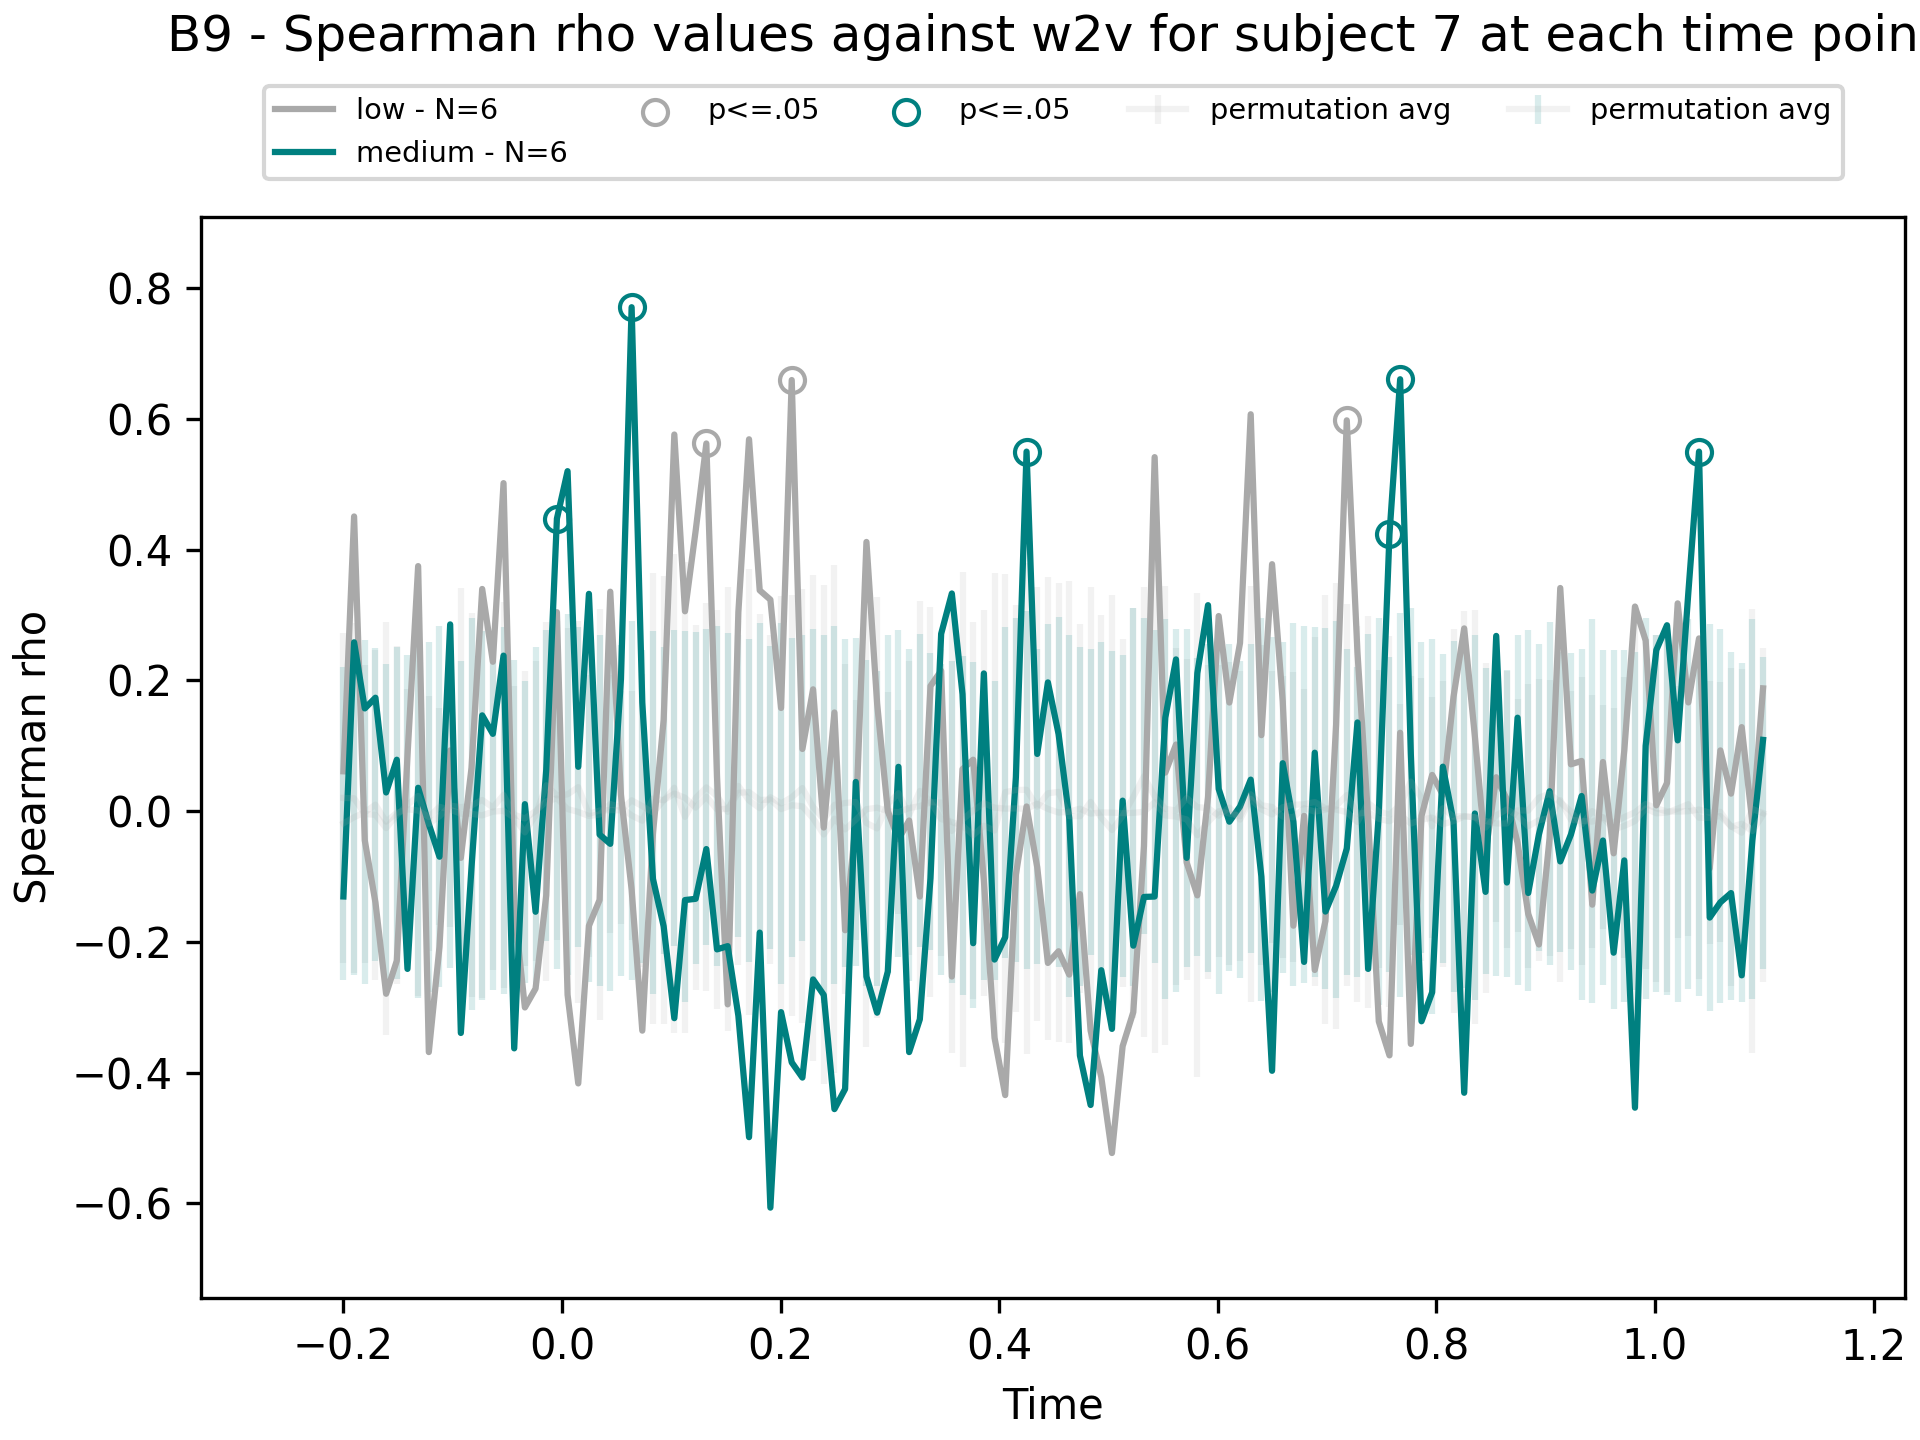 B9 - Spearman rho values against w2v for subject 7 at each time poin
low - N=6
medium - N=6
p<=.05
p<=.05
permutation avg
permutation avg
Spearman rho
0.8
0.6
0.4
0.2
0.0
−0.2
−0.4
−0.6
−0.2 0.0 0.2 0.4 0.6 0.8 1.0 1.2
Time